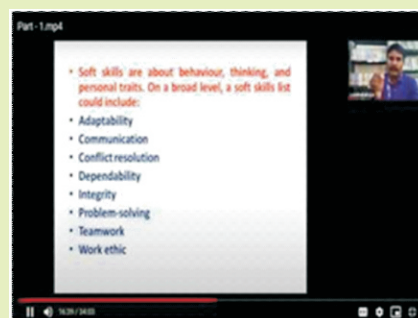 Part - 1.mp4
• Soft skills are about behaviour, thinking, and
personal traits. On a broad level, a soft skills list
could include:
• Adaptability
• Communication
• Conflict resolution
• Dependability
• Integrity
• Problem-solving
• Teamwork
• Work ethic